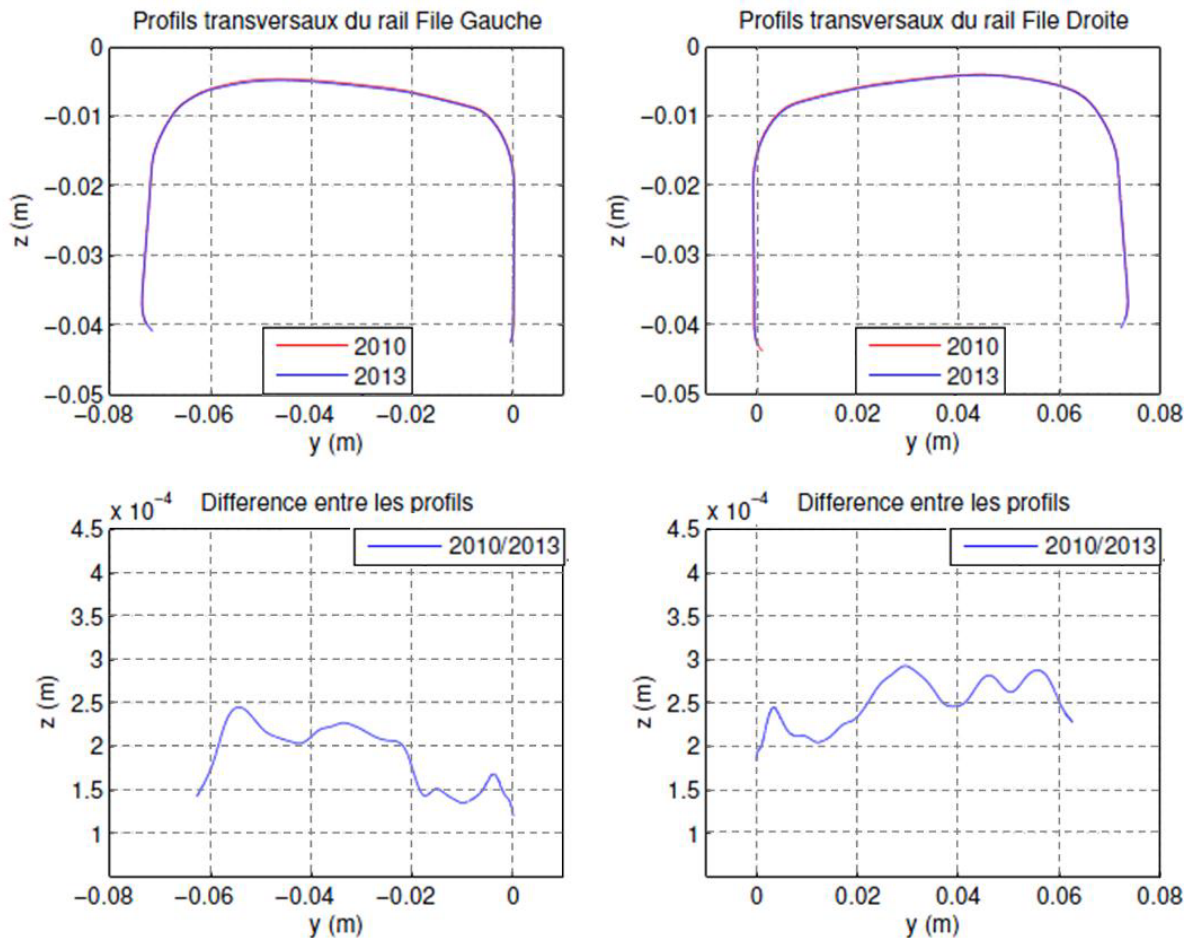 Profils transversaux du rail File Gauche
0
−0.01
−0.02
−0.03
−0.04
−0.05
z (m)
2010
2013
−0.08 −0.06 −0.04 −0.02 0
y (m)
Profils transversaux du rail File Droite
0
−0.01
−0.02
−0.03
−0.04
−0.05
z (m)
2010
2013
0 0.02 0.04 0.06 0.08
y (m)
x 10⁻⁴ Difference entre les profils
4.5
4
3.5
3
2.5
2
1.5
1
z (m)
2010/2013
−0.08 −0.06 −0.04 −0.02 0
y (m)
x 10⁻⁴ Difference entre les profils
4.5
4
3.5
3
2.5
2
1.5
1
z (m)
2010/2013
0 0.02 0.04 0.06 0.08
y (m)